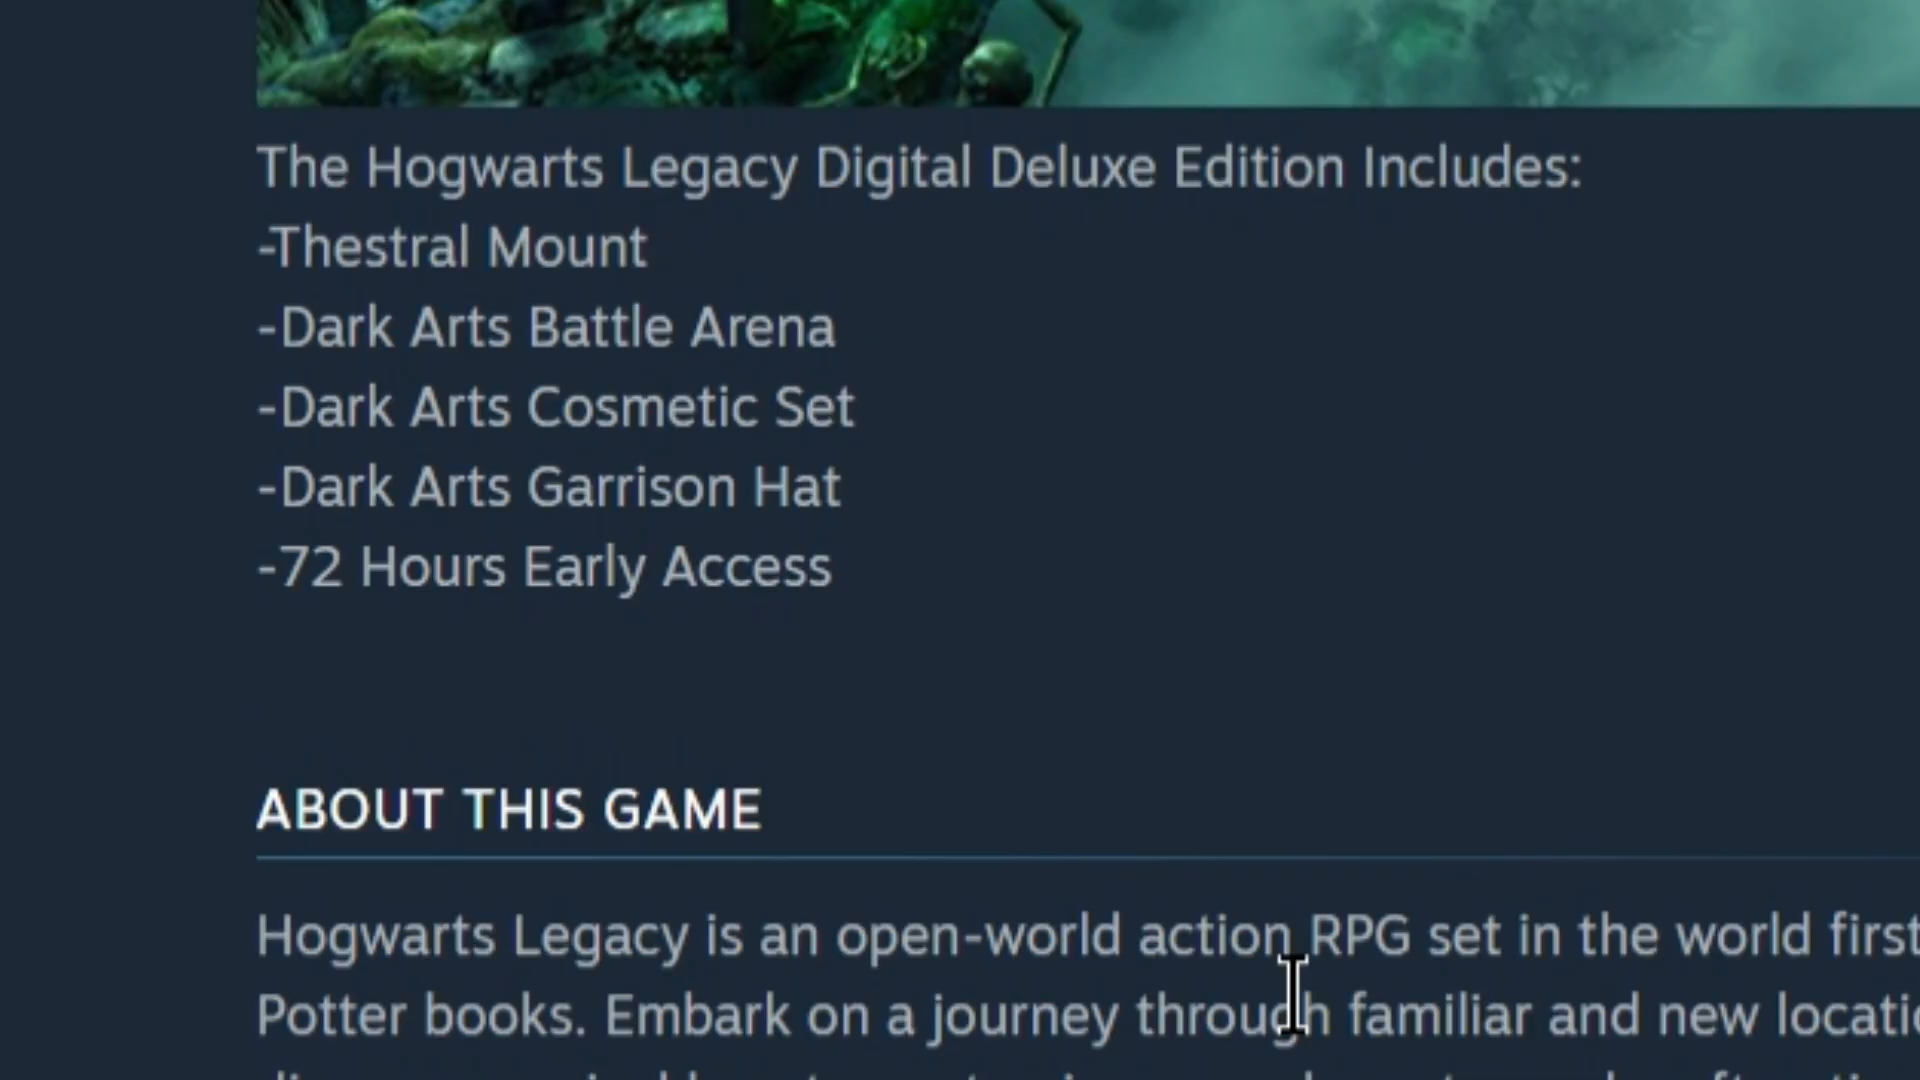 The Hogwarts Legacy Digital Deluxe Edition Includes:
-Thestral Mount
-Dark Arts Battle Arena
-Dark Arts Cosmetic Set
-Dark Arts Garrison Hat
-72 Hours Early Access
ABOUT THIS GAME
Hogwarts Legacy is an open-world action RPG set in the world first
Potter books. Embark on a journey through familiar and new